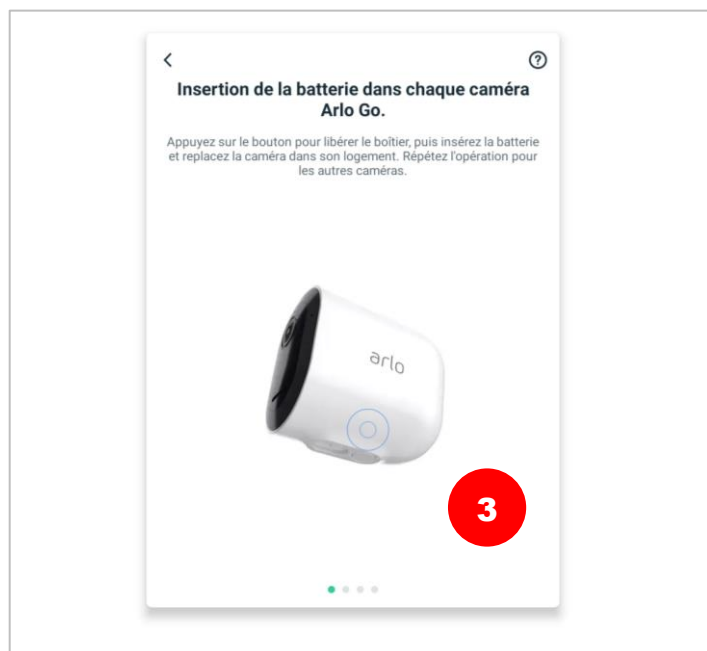 Insertion de la batterie dans chaque caméra
Arlo Go.
Appuyez sur le bouton pour libérer le boîtier, puis insérez la batterie
et replacez la caméra dans son logement. Répétez l'opération pour
les autres caméras.
arlo
3